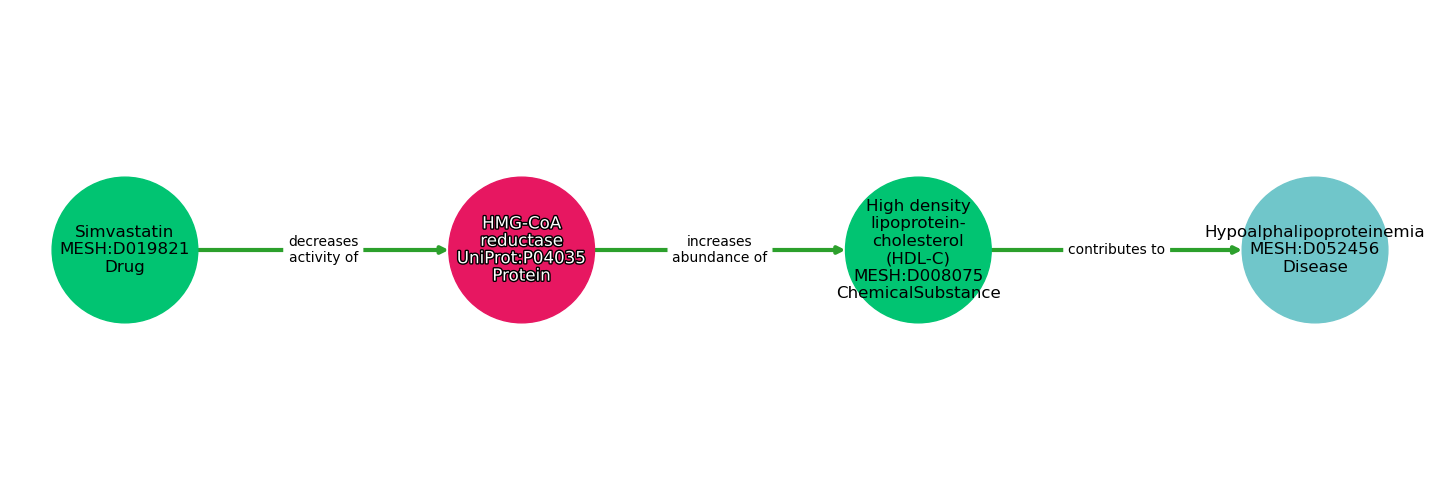 Simvastatin
MESH:D019821
Drug
decreases
activity of
HMG-CoA
reductase
UniProt:P04035
Protein
increases
abundance of
High density
lipoprotein-
cholesterol
(HDL-C)
MESH:D008075
ChemicalSubstance
contributes to
Hypoalphalipoproteinemia
MESH:D052456
Disease